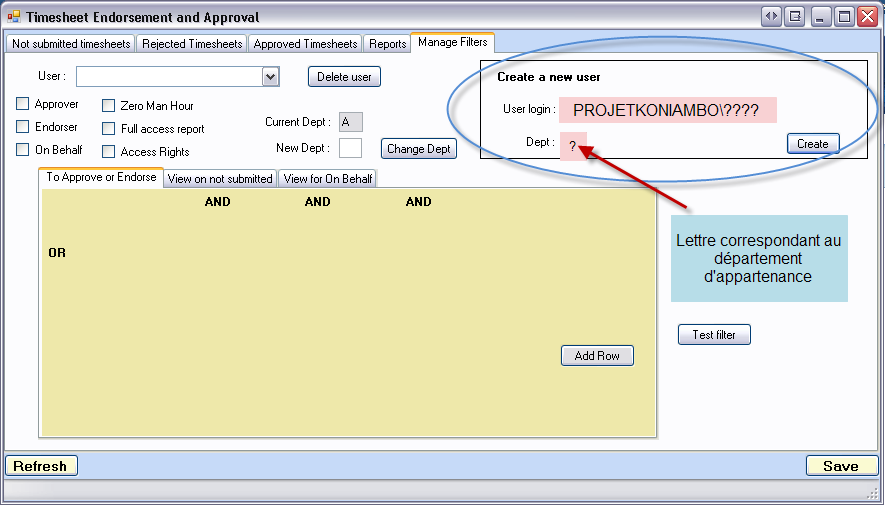 Timesheet Endorsement and Approval
Not submitted timesheets Rejected Timesheets Approved Timesheets Reports Manage Filters
User : Delete user
Create a new user
User login : PROJETKONIAMBO\????
Dept : ? Create
Approver Zero Man Hour
Endorser Full access report
On Behalf Access Rights
Current Dept : A
New Dept : Change Dept
To Approve or Endorse View on not submitted View for On Behalf
AND AND AND
OR
Add Row
Lettre correspondant au
département
d'appartenance
Test filter
Refresh Save